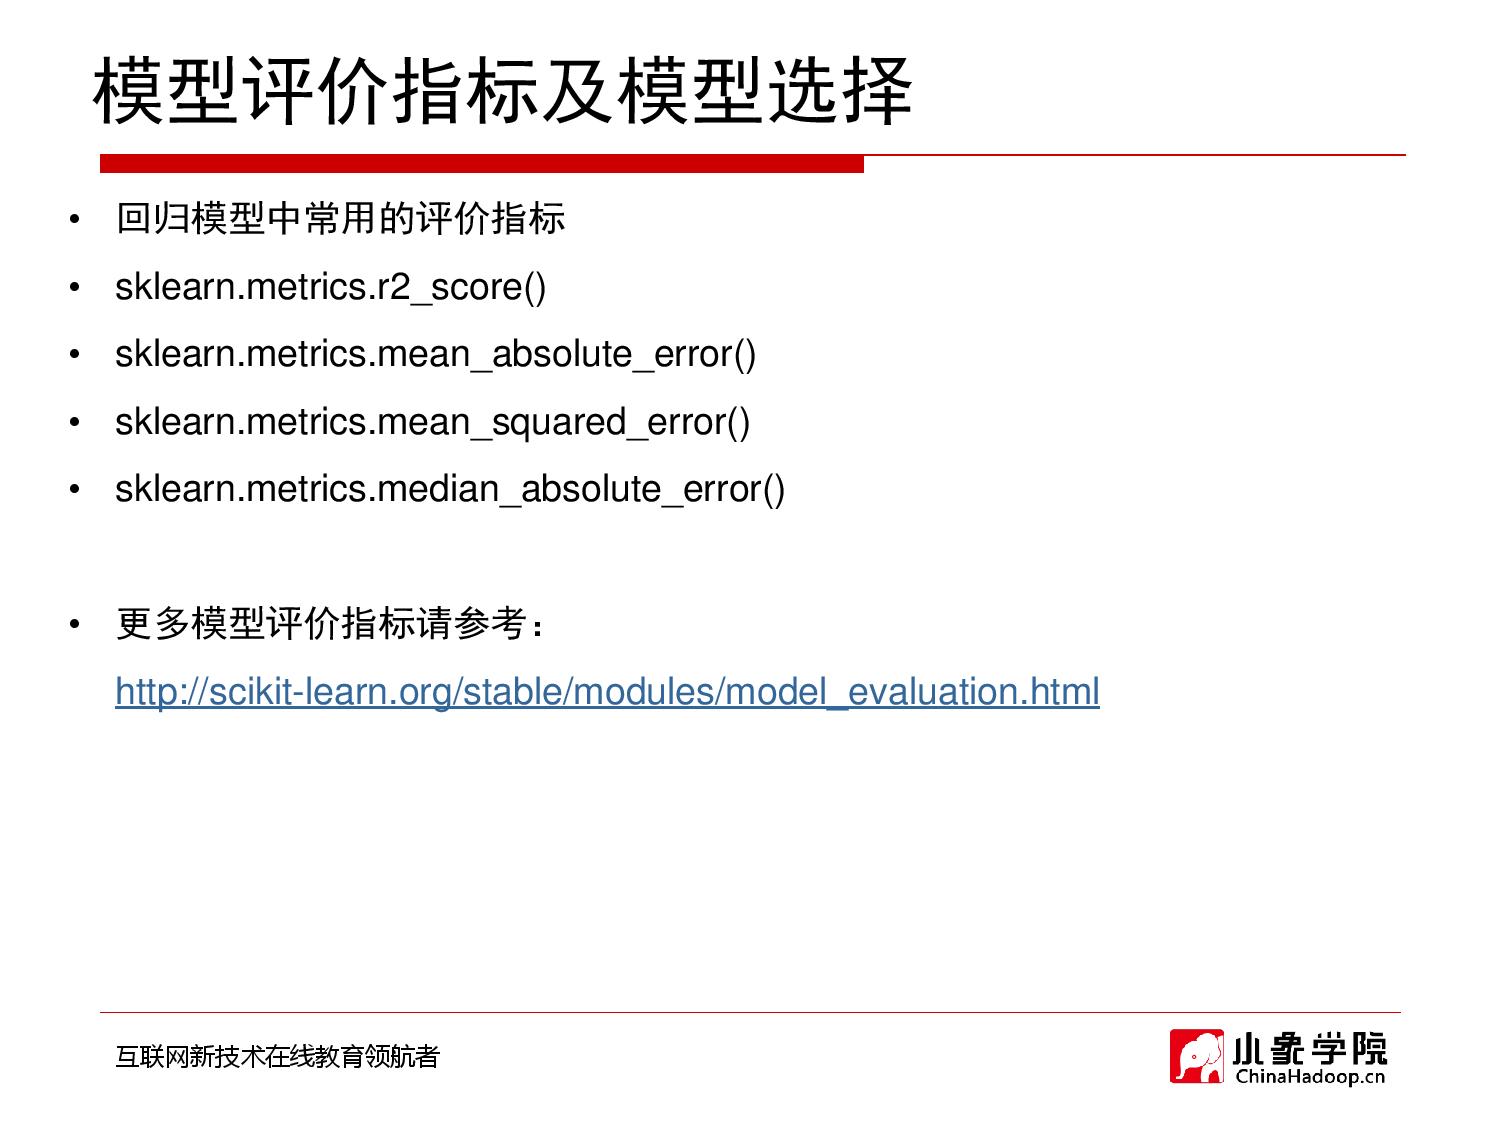 模型评价指标及模型选择
• 回归模型中常用的评价指标
• sklearn.metrics.r2_score()
• sklearn.metrics.mean_absolute_error()
• sklearn.metrics.mean_squared_error()
• sklearn.metrics.median_absolute_error()
• 更多模型评价指标请参考：
http://scikit-learn.org/stable/modules/model_evaluation.html
互联网新技术在线教育领航者
小象学院
ChinaHadoop.cn